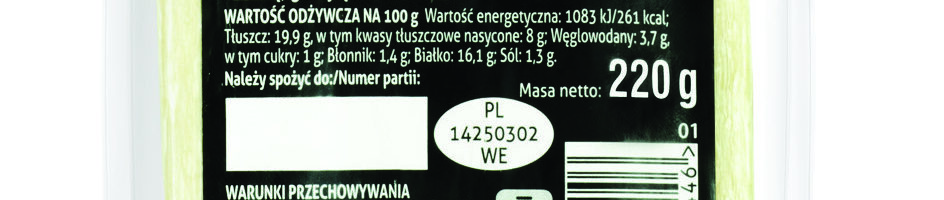 WARTOŚĆ ODŻYWCZA NA 100 g Wartość energetyczna: 1083 kJ/261 kcal;
Tłuszcz: 19,9 g, w tym kwasy tłuszczowe nasycone: 8 g; Węglowodany: 3,7 g,
w tym cukry: 1 g; Błonnik: 1,4 g; Białko: 16,1 g; Sól: 1,3 g.
Należy spożyć do:/Numer partii:
Masa netto: 220 g
PL
14250302
WE
01
46>
WARUNKI PRZECHOWYWANIA